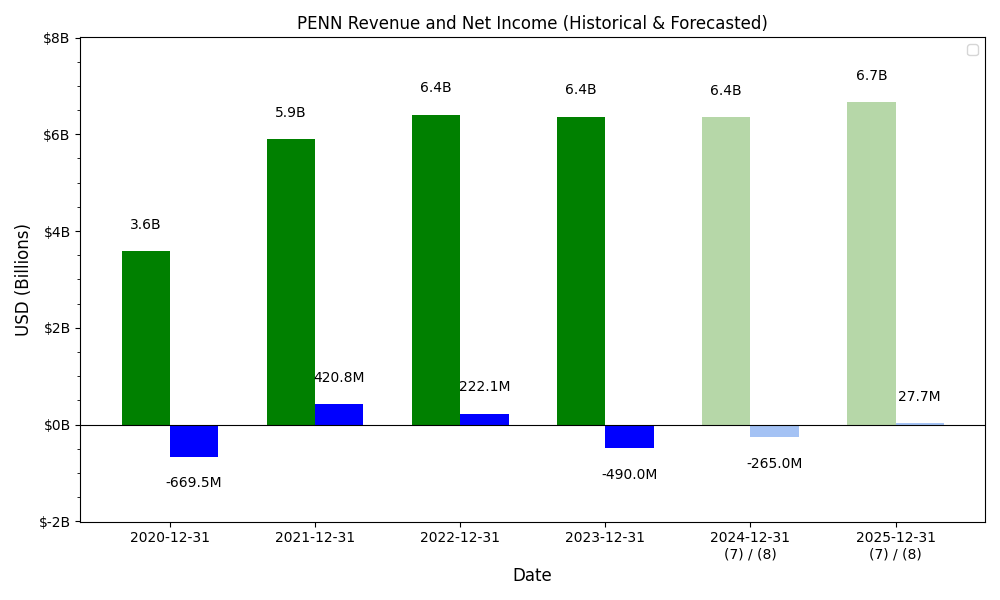 PENN Revenue and Net Income (Historical & Forecasted)
$8B
$6B
$4B
$2B
$0B
$-2B
USD (Billions)
3.6B
5.9B
6.4B
6.4B
6.4B
6.7B
-669.5M
420.8M
222.1M
-490.0M
-265.0M
27.7M
2020-12-31
2021-12-31
2022-12-31
2023-12-31
2024-12-31
(7) / (8)
2025-12-31
(7) / (8)
Date